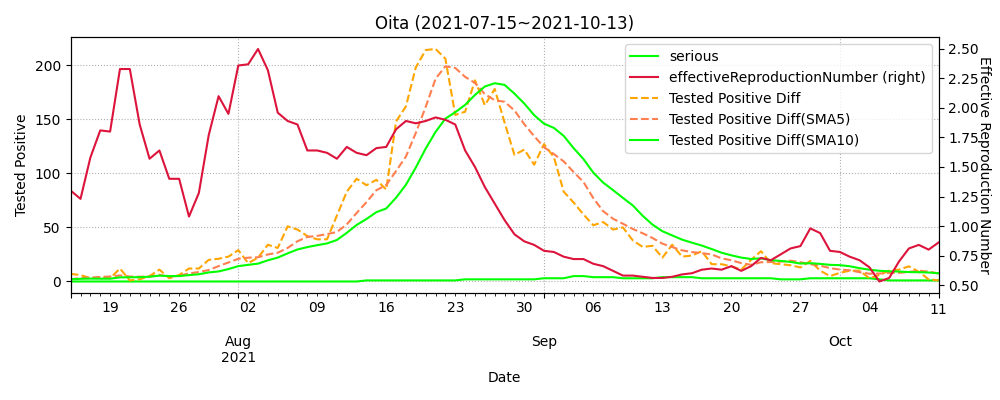 Oita (2021-07-15~2021-10-13)
serious
effectiveReproductionNumber (right)
Tested Positive Diff
Tested Positive Diff(SMA5)
Tested Positive Diff(SMA10)
Tested Positive
200
150
100
50
0
2.50
2.25
2.00
1.75
1.50
1.25
1.00
0.75
0.50
Effective Reproduction Number
19 26 02 09 16 23 30 06 13 20 27 04 11
Aug Sep Oct
2021
Date